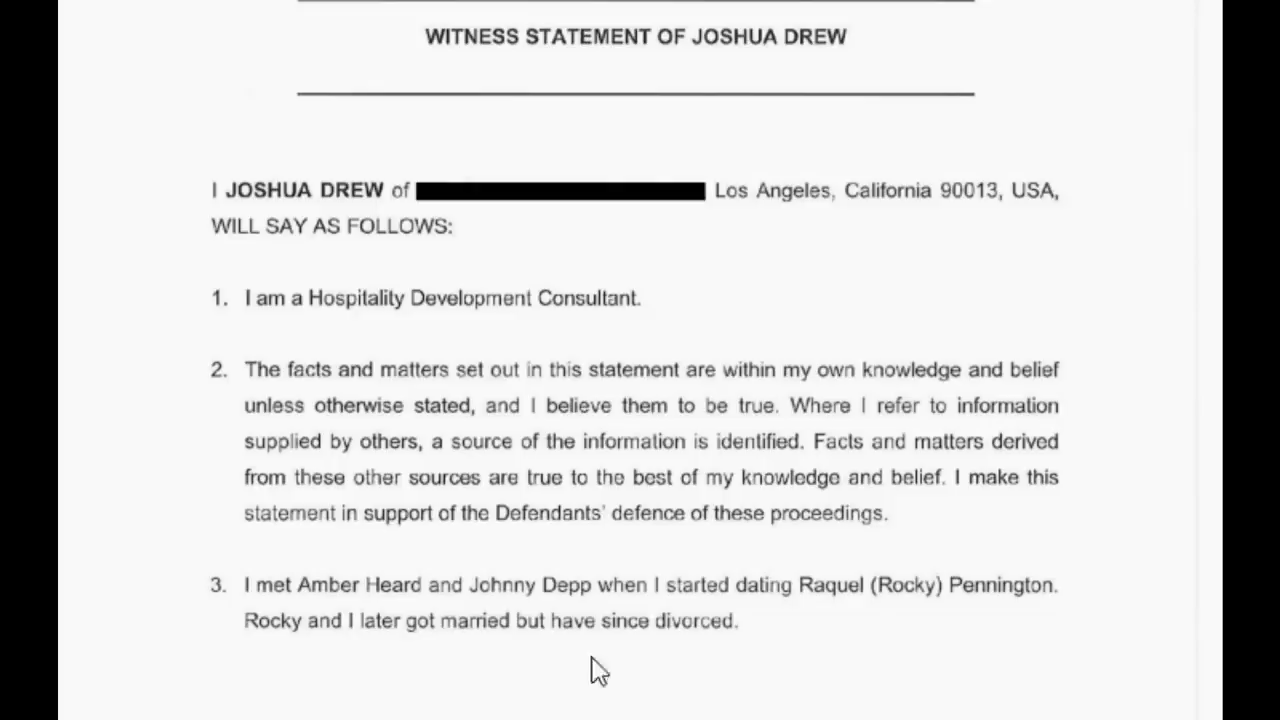 WITNESS STATEMENT OF JOSHUA DREW
I JOSHUA DREW of Los Angeles, California 90013, USA,
WILL SAY AS FOLLOWS:
1. I am a Hospitality Development Consultant.
2. The facts and matters set out in this statement are within my own knowledge and belief
unless otherwise stated, and I believe them to be true. Where I refer to information
supplied by others, a source of the information is identified. Facts and matters derived
from these other sources are true to the best of my knowledge and belief. I make this
statement in support of the Defendants' defence of these proceedings.
3. I met Amber Heard and Johnny Depp when I started dating Raquel (Rocky) Pennington.
Rocky and I later got married but have since divorced.